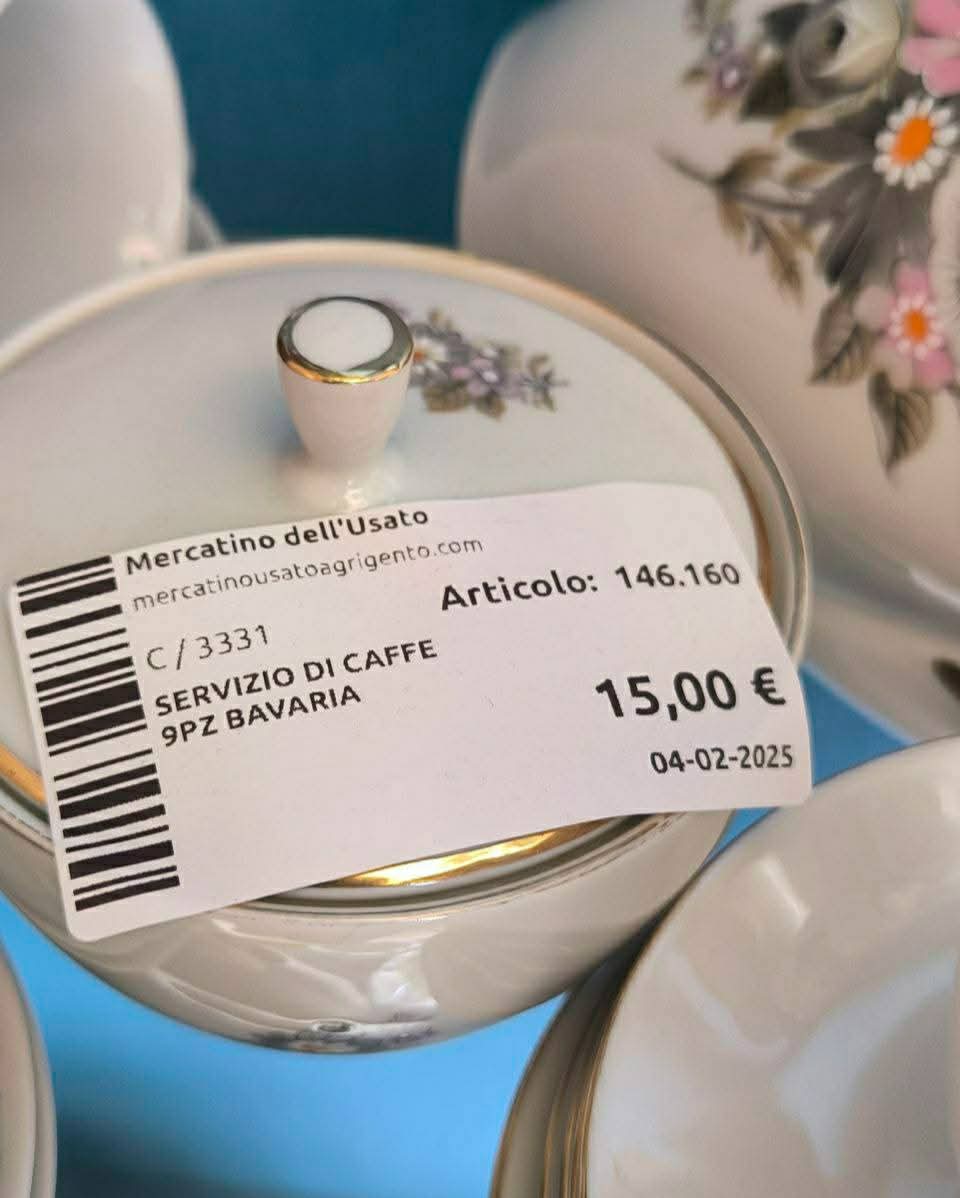 Mercatino dell'Usato
mercatinousatoagrigento.com
Articolo: 146.160
C/3331
SERVIZIO DI CAFFE
9PZ BAVARIA
15,00 €
04-02-2025